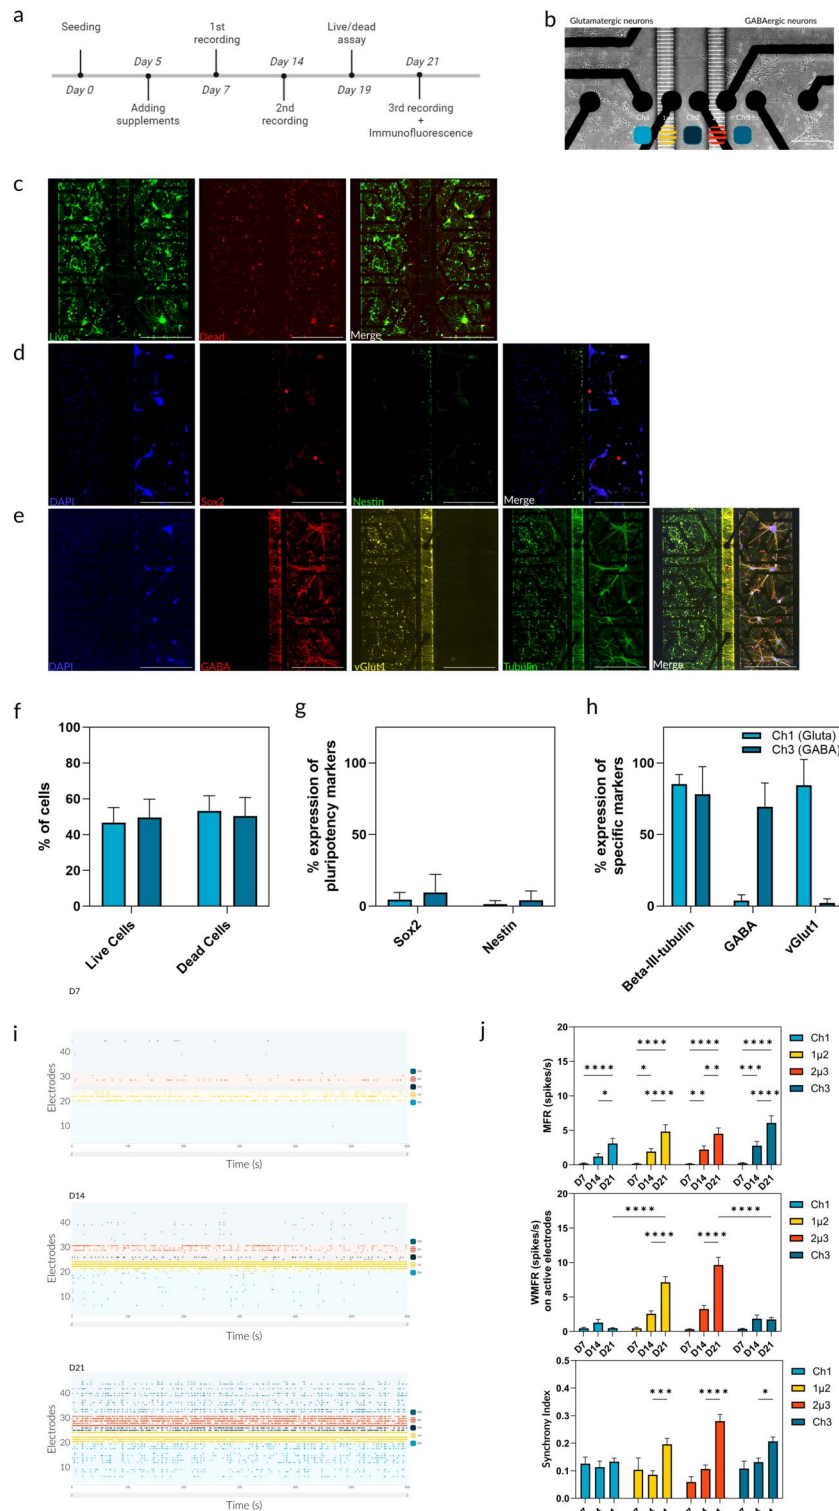 a
Seeding
1st
recording
Live/dead
assay
Day 5
Day 14
Day 21
Day 0
Day 7
Day 19
Adding
supplements
2nd
recording
3rd recording
+
Immunofluorescence
b
Glutamatergic neurons
GABAergic neurons
Ch1
Ch2
Ch3
c
Live
Dead
Merge
d
DAPI
Sox2
Nestin
Merge
e
DAPI
GABA
vGlut1
Tubulin
Merge
f
% of cells
100
80
60
40
20
0
Live Cells
Dead Cells
g
% expression of
pluripotency markers
100
50
0
Sox2
Nestin
h
% expression of
specific markers
100
50
0
Ch1 (Gluta)
Ch3 (GABA)
Beta-III-tubulin
GABA
vGlut1
D7
i
Electrodes
40
30
20
10
Time (s)
D14
Electrodes
40
30
20
10
Time (s)
D21
Electrodes
40
30
20
10
Time (s)
j
MFR (spikes/s)
20
15
10
5
0
**** **** **** ****
* ** ***
* **** ** ****
D7 D14 D21 D7 D14 D21 D7 D14 D21 D7 D14 D21
Ch1
1µ2
2µ3
Ch3
WMFR (spikes/s)
on active electrodes
20
15
10
5
0
**** ****
**** ****
D7 D14 D21 D7 D14 D21 D7 D14 D21 D7 D14 D21
Ch1
1µ2
2µ3
Ch3
Synchrony Index
0.5
0.4
0.3
0.2
0.1
0.0
*** **** *
Ch1
1µ2
2µ3
Ch3